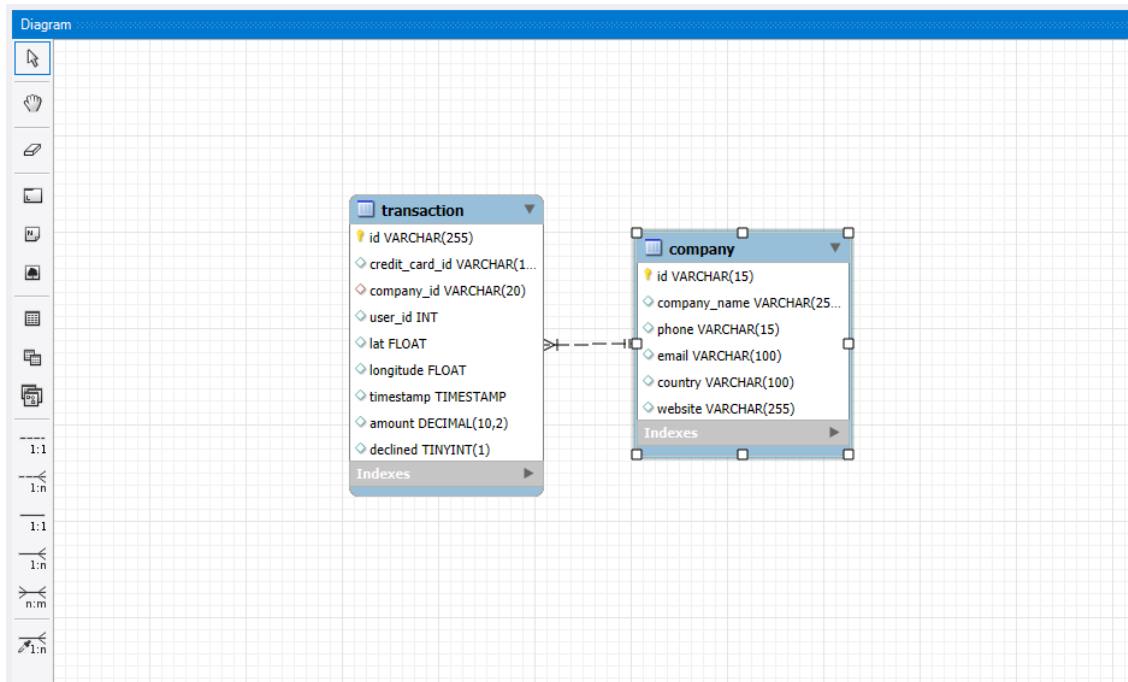 Diagram
transaction
id VARCHAR(255)
credit_card_id VARCHAR(1...
company_id VARCHAR(20)
user_id INT
lat FLOAT
longitude FLOAT
timestamp TIMESTAMP
amount DECIMAL(10,2)
declined TINYINT(1)
Indexes
company
id VARCHAR(15)
company_name VARCHAR(25...
phone VARCHAR(15)
email VARCHAR(100)
country VARCHAR(100)
website VARCHAR(255)
Indexes
1:1
1:n
1:1
1:n
n:m
1:n